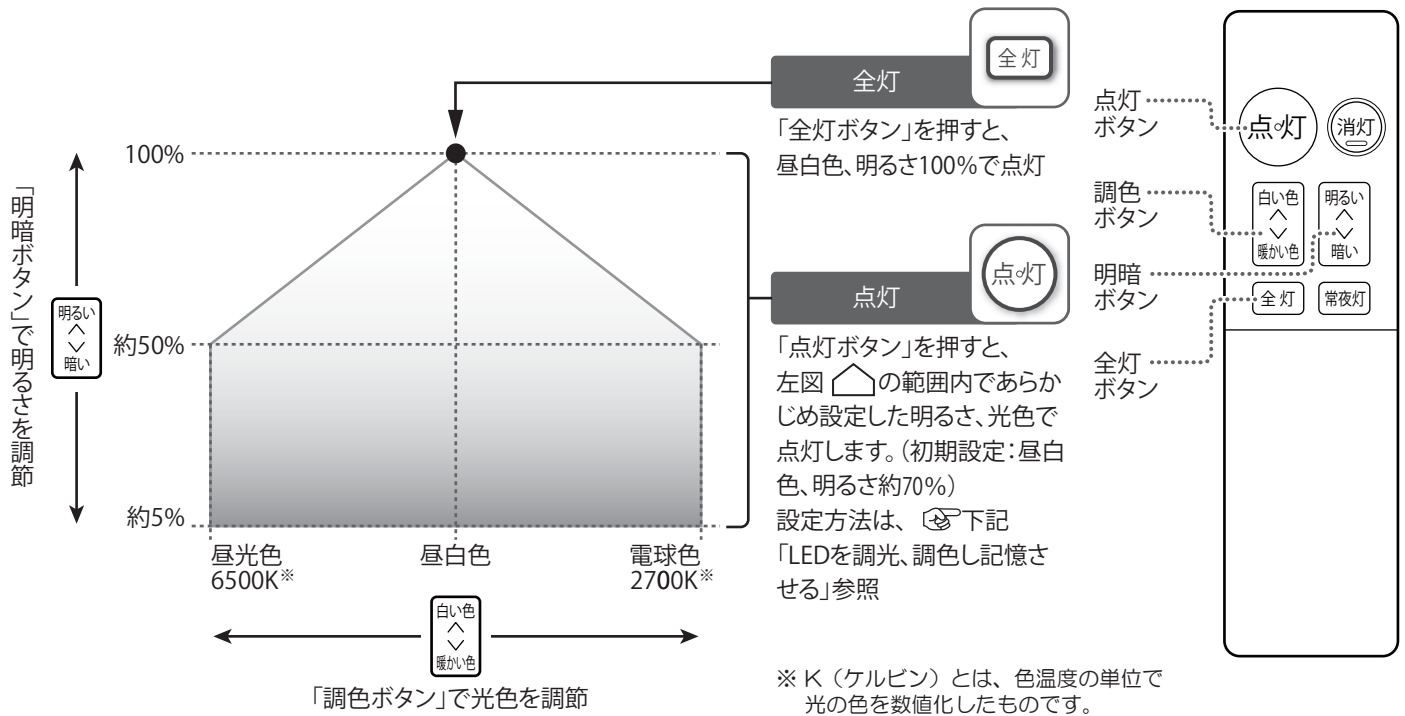 全灯
全灯
「全灯ボタン」を押すと、
昼白色、明るさ100%で点灯
点灯
点灯
「点灯ボタン」を押すと、
左図 の範囲内であらか
じめ設定した明るさ、光色で
点灯します。(初期設定:昼白
色、明るさ約70%)
設定方法は、 下記
「LEDを調光、調色し記憶さ
せる」参照
「明暗ボタン」で明るさを調節
明るい
暗い
100%
約50%
約5%
昼光色
6500K※
昼白色
電球色
2700K※
白い色
暖かい色
「調色ボタン」で光色を調節
※ K(ケルビン)とは、色温度の単位で
光の色を数値化したものです。
点灯
ボタン
調色
ボタン
明暗
ボタン
全灯
ボタン
点灯
消灯
白い色
暖かい色
明るい
暗い
全灯
常夜灯